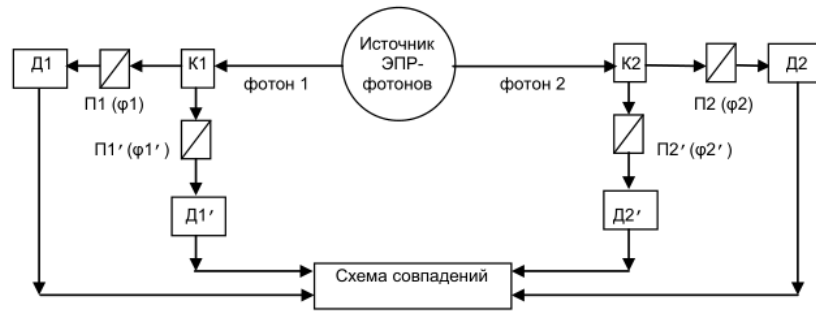 Источник
ЭПР-
фотонов
Д1
К1
К2
Д2
фотон 1
фотон 2
П1 (φ1)
П2 (φ2)
П1′ (φ1′ )
П2′ (φ2′ )
Д1′
Д2′
Схема совпадений